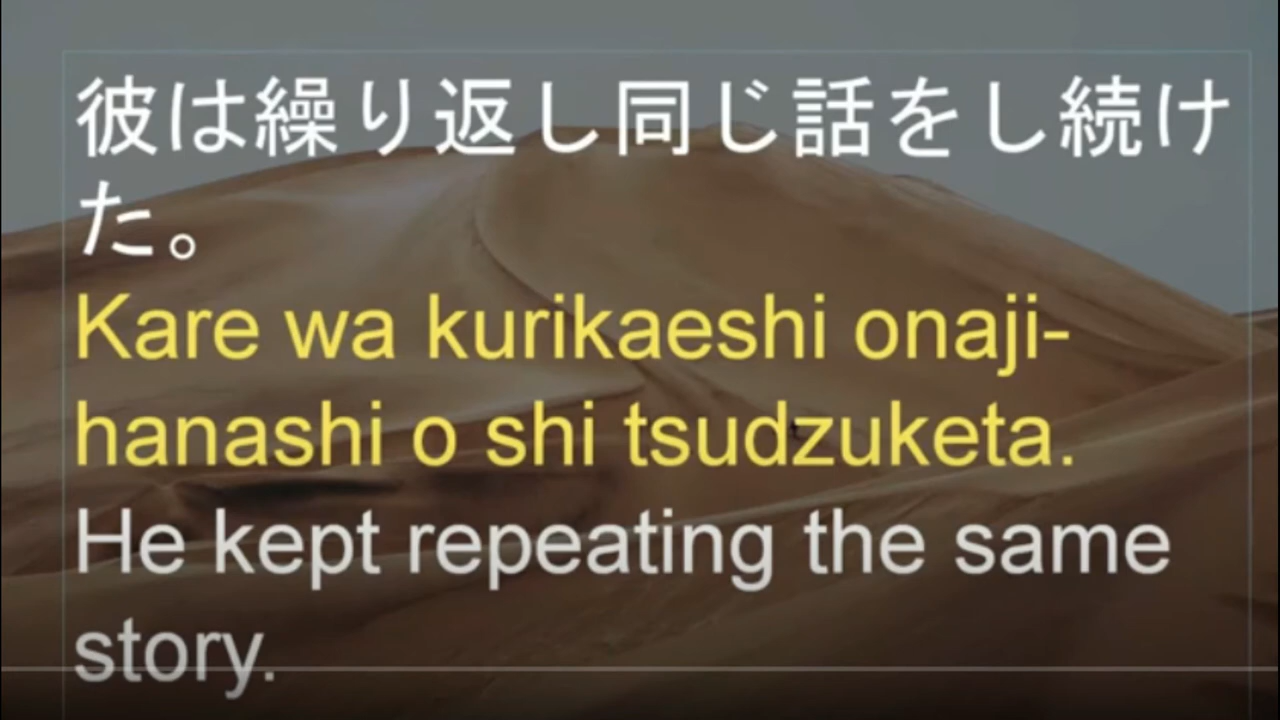 彼は繰り返し同じ話をし続け
た。
Kare wa kurikaeshi onaji-
hanashi o shi tsudzuketa.
He kept repeating the same
story.